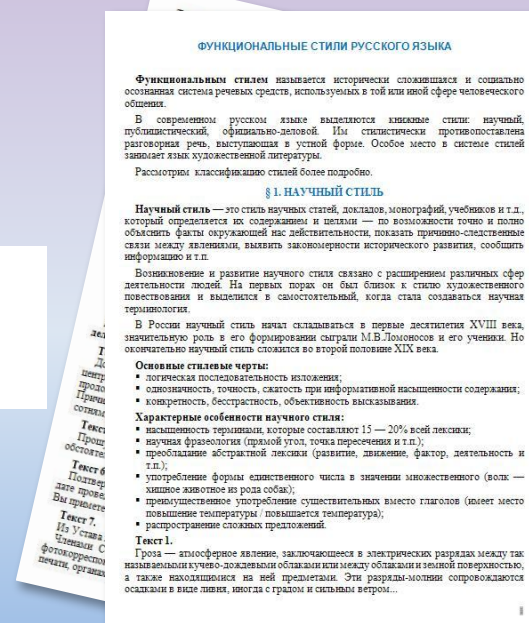 ФУНКЦИОНАЛЬНЫЕ СТИЛИ РУССКОГО ЯЗЫКА
Функциональным стилем называется исторически сложившаяся и социально
осознанная система речевых средств, используемых в той или иной сфере человеческого
общения.
В современном русском языке выделяются книжные стили: научный,
публицистический, официально-деловой. Им стилистически противопоставлена
разговорная речь, выступающая в устной форме. Особое место в системе стилей
занимает язык художественной литературы.
Рассмотрим классификацию стилей более подробно.
§ 1. НАУЧНЫЙ СТИЛЬ
Научный стиль — это стиль научных статей, докладов, монографий, учебников и т.д.,
который определяется их содержанием и целями — по возможности точно и полно
объяснить факты окружающей нас действительности, показать причинно-следственные
связи между явлениями, выявить закономерности исторического развития, сообщить
информацию и т.п.
Возникновение и развитие научного стиля связано с расширением различных сфер
деятельности людей. На первых порах он был близок к стилю художественного
повествования и выделился в самостоятельный, когда стала создаваться научная
терминология.
В России научный стиль начал складываться в первые десятилетия XVIII века,
значительную роль в его формировании сыграли М.В.Ломоносов и его ученики. Но
окончательно научный стиль сложился во второй половине XIX века.
Основные стилевые черты:
▪ логическая последовательность изложения;
▪ однозначность, точность, сжатость при информативной насыщенности содержания;
▪ конкретность, бесстрастность, объективность высказывания.
Характерные особенности научного стиля:
▪ насыщенность терминами, которые составляют 15 — 20% всей лексики;
▪ научная фразеология (прямой угол, точка пересечения и т.п.);
▪ преобладание абстрактной лексики (развитие, движение, фактор, деятельность и
т.п.);
▪ употребление формы единственного числа в значении множественного (волк —
хищное животное из рода собак);
▪ преимущественное употребление существительных вместо глаголов (имеет место
повышение температуры / повышается температура);
▪ распространение сложных предложений.
Текст 1.
Гроза — атмосферное явление, заключающееся в электрических разрядах между так
называемыми кучево-дождевыми облаками или между облаками и земной поверхностью,
а также находящимися на ней предметами. Эти разряды-молнии сопровождаются
осадками в виде ливня, иногда с градом и сильным ветром...
Текст 6
Подтвер
дате прове
Вы примете
Текст 7.
Из Устава
Членами С
фотокорреспон
печати, органах